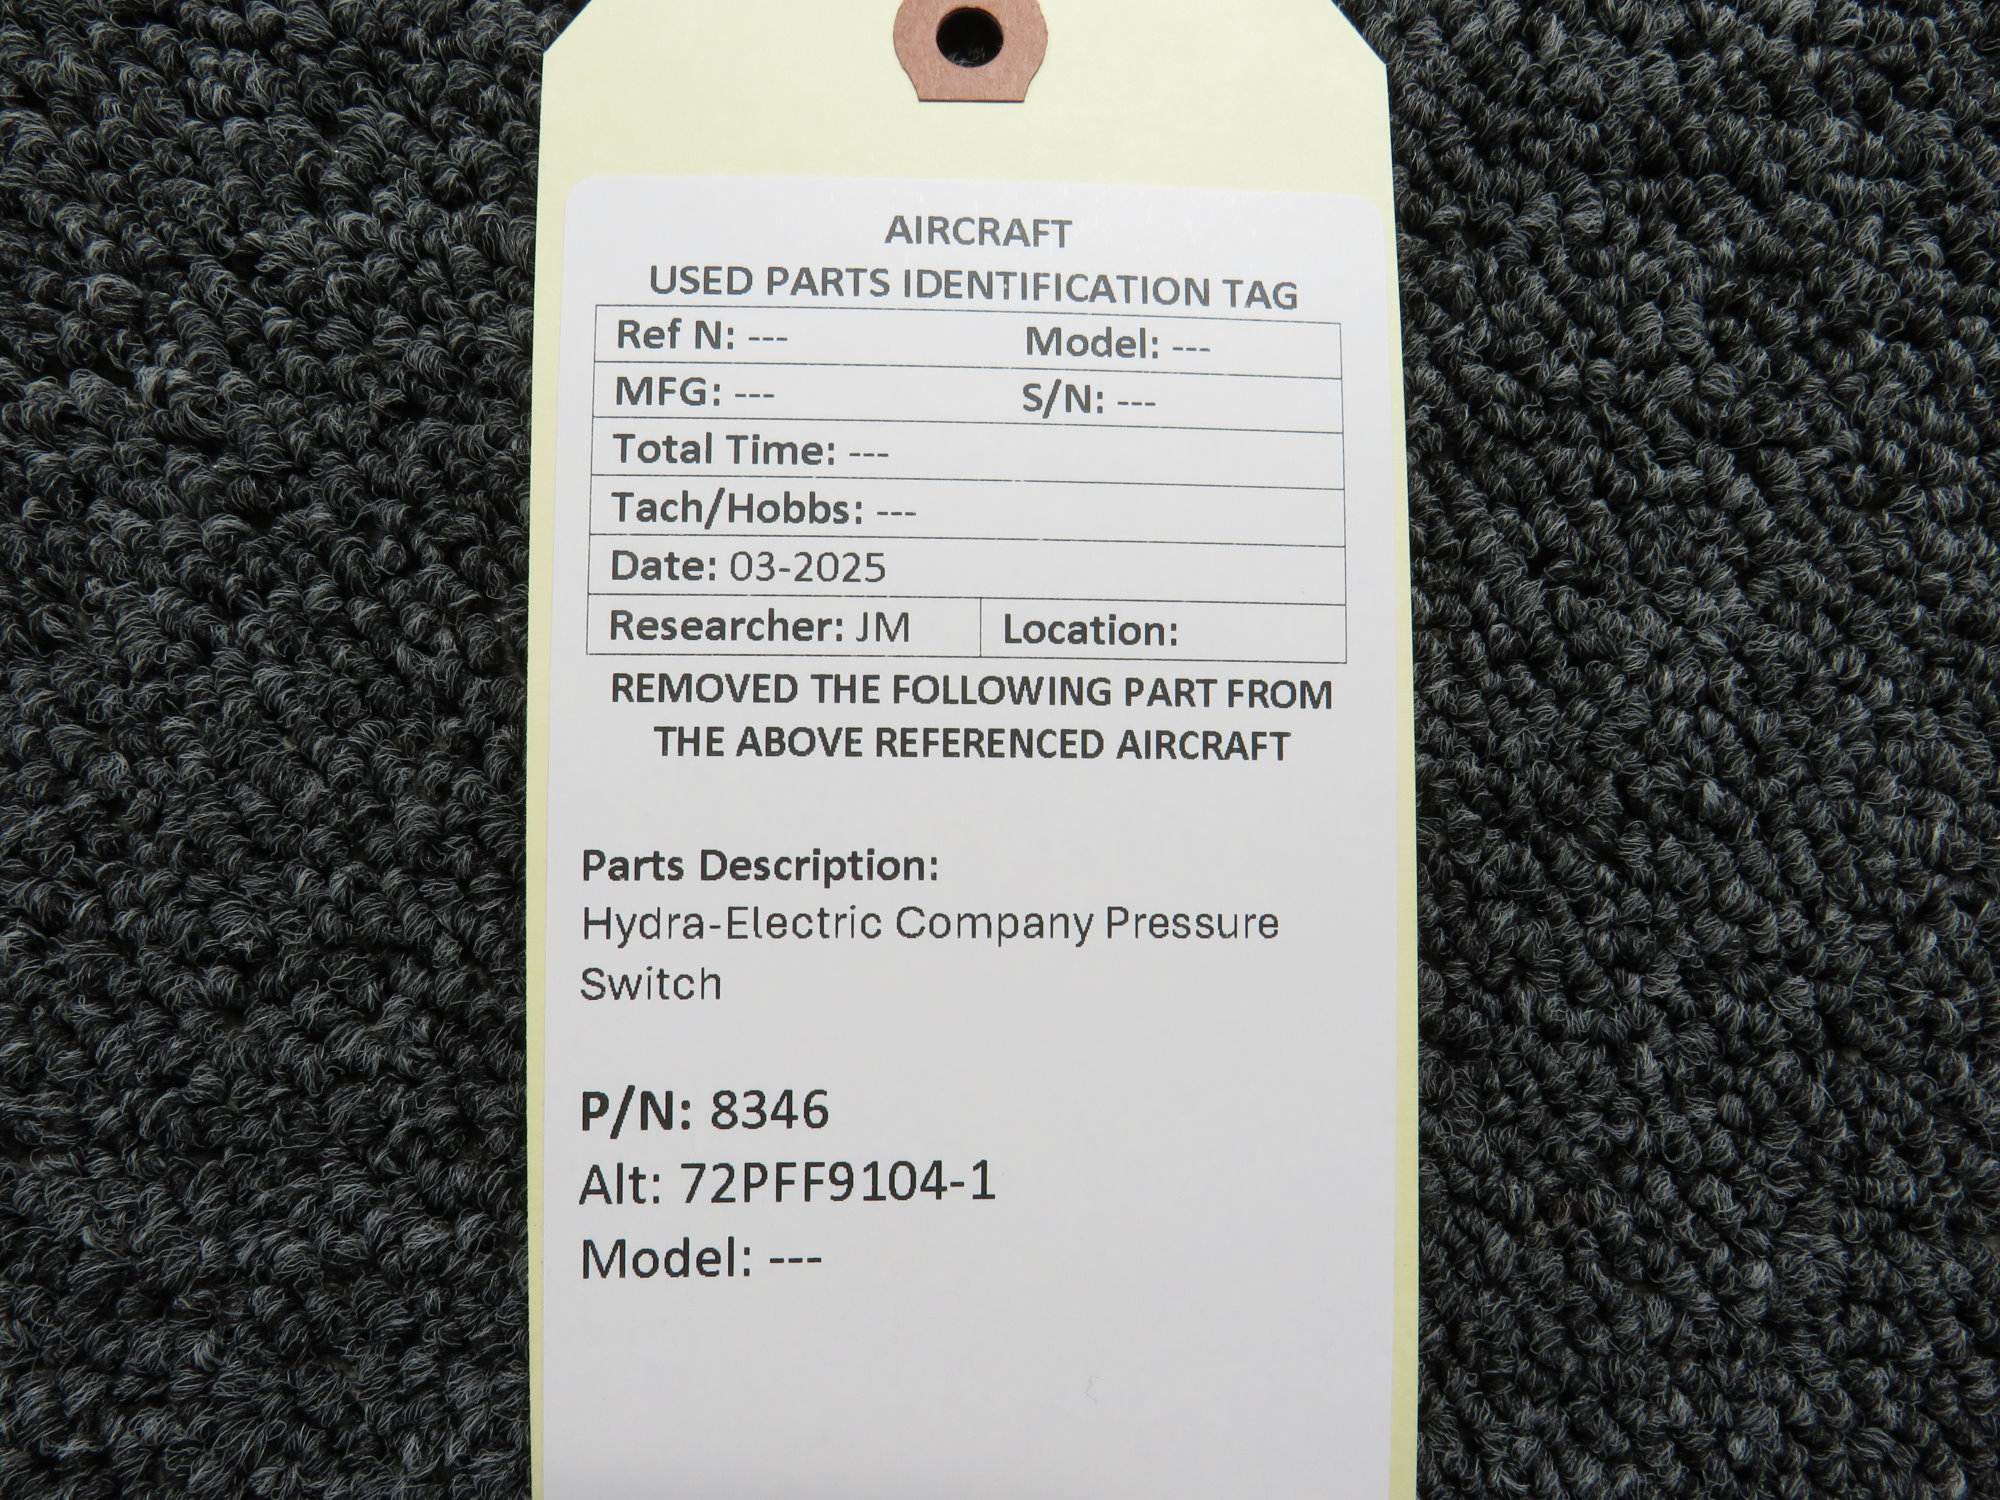 AIRCRAFT
USED PARTS IDENTIFICATION TAG
Ref N: --- Model: ---
MFG: --- S/N: ---
Total Time: ---
Tach/Hobbs: ---
Date: 03-2025
Researcher: JM Location:
REMOVED THE FOLLOWING PART FROM
THE ABOVE REFERENCED AIRCRAFT
Parts Description:
Hydra-Electric Company Pressure
Switch
P/N: 8346
Alt: 72PFF9104-1
Model: ---